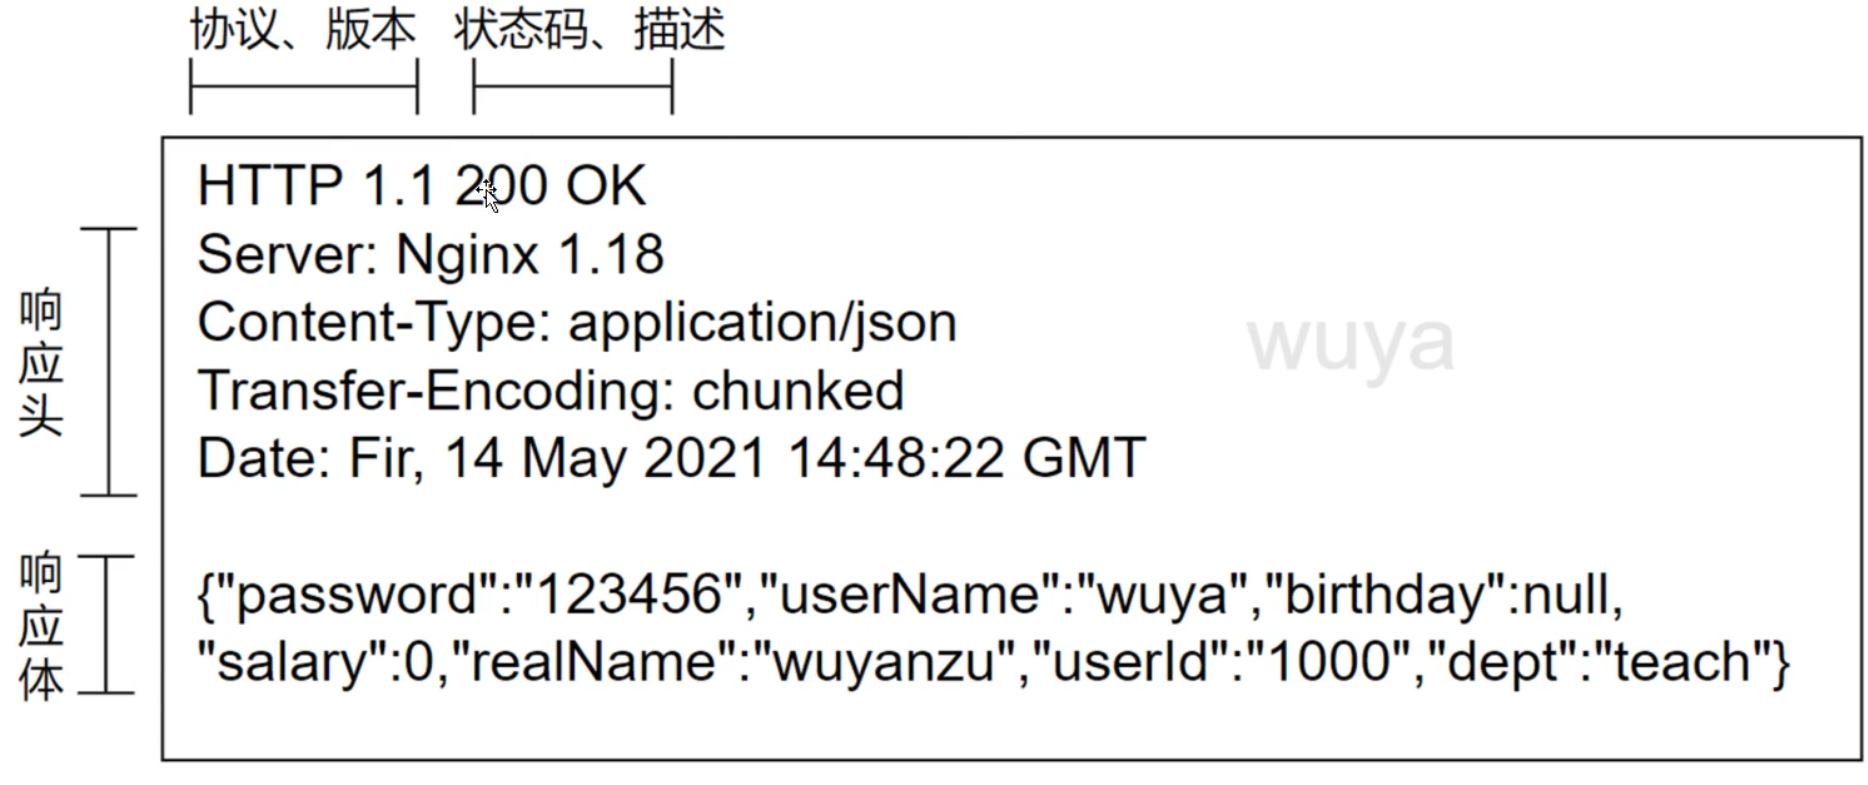 协议、版本 状态码、描述
HTTP 1.1 200 OK
Server: Nginx 1.18
Content-Type: application/json
wuya
Transfer-Encoding: chunked
Date: Fir, 14 May 2021 14:48:22 GMT
响应头
{"password":"123456","userName":"wuya","birthday":null,
"salary":0,"realName":"wuyanzu","userId":"1000","dept":"teach"}
响应体